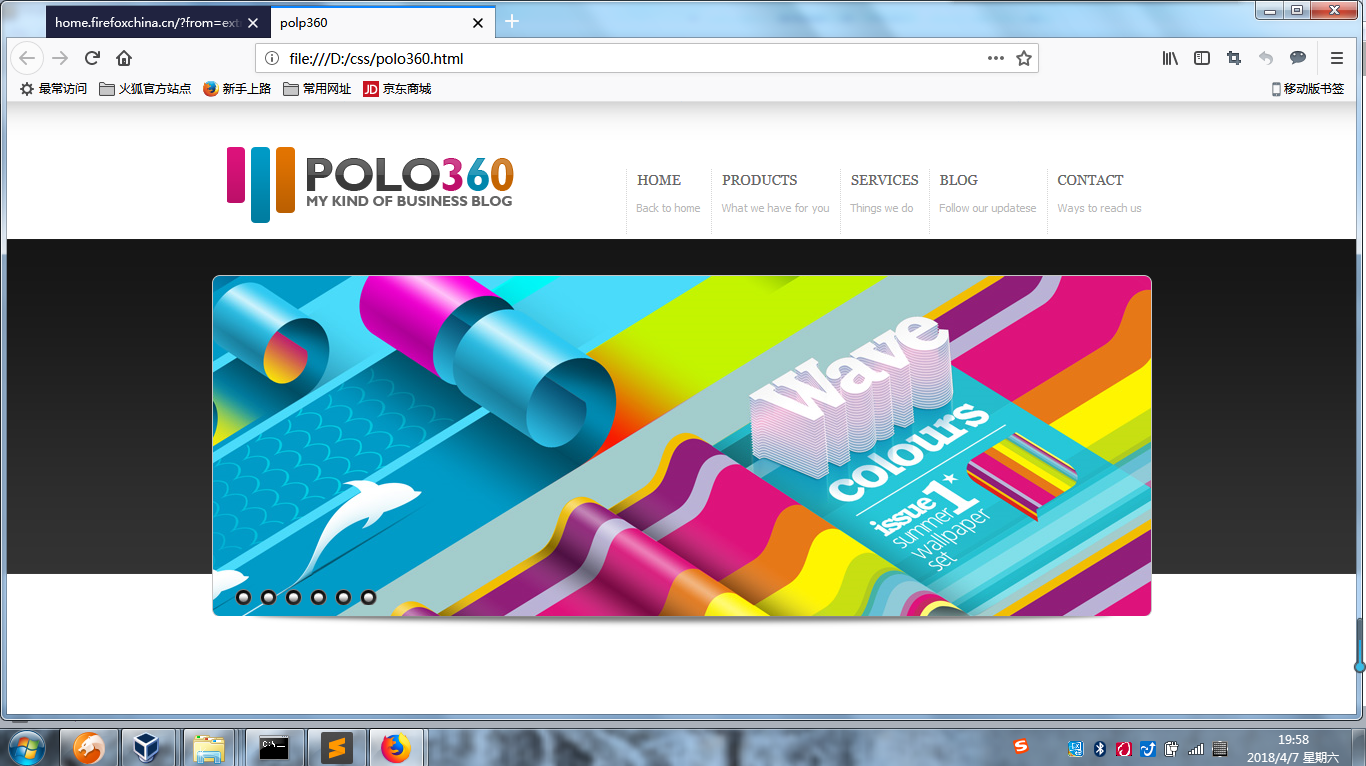 home.firefoxchina.cn/?from=extr
polp360
file:///D:/css/polo360.html
最常访问 火狐官方站点 新手上路 常用网址 JD 京东商城 移动版书签
POLO360
MY KIND OF BUSINESS BLOG
HOME PRODUCTS SERVICES BLOG CONTACT
Back to home What we have for you Things we do Follow our updatese Ways to reach us
Wave
colours
issue 1
summer
wallpaper
set
19:58
2018/4/7 星期六